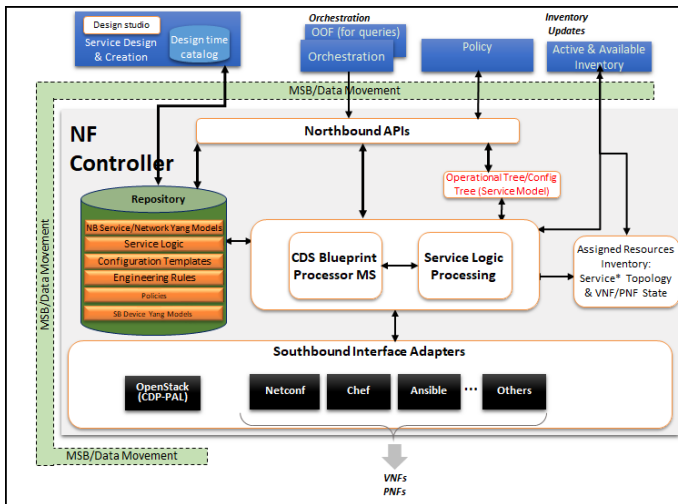 Design studio
Service Design
& Creation
Design time
catalog
Orchestration
OOF (for queries)
Orchestration
Policy
Inventory
Updates
Active & Available
Inventory
MSB/Data Movement
MSB/Data Movement
NF
Controller
Northbound APIs
Operational Tree/Config
Tree (Service Model)
Repository
NB Service/Network Yang Models
Service Logic
Configuration Templates
Engineering Rules
Policies
SB Device Yang Models
CDS Blueprint
Processor MS
Service Logic
Processing
Assigned Resources
Inventory:
Service* Topology
& VNF/PNF State
Southbound Interface Adapters
OpenStack
(CDP-PAL)
Netconf
Chef
Ansible
...
Others
MSB/Data Movement
VNFs
PNFs